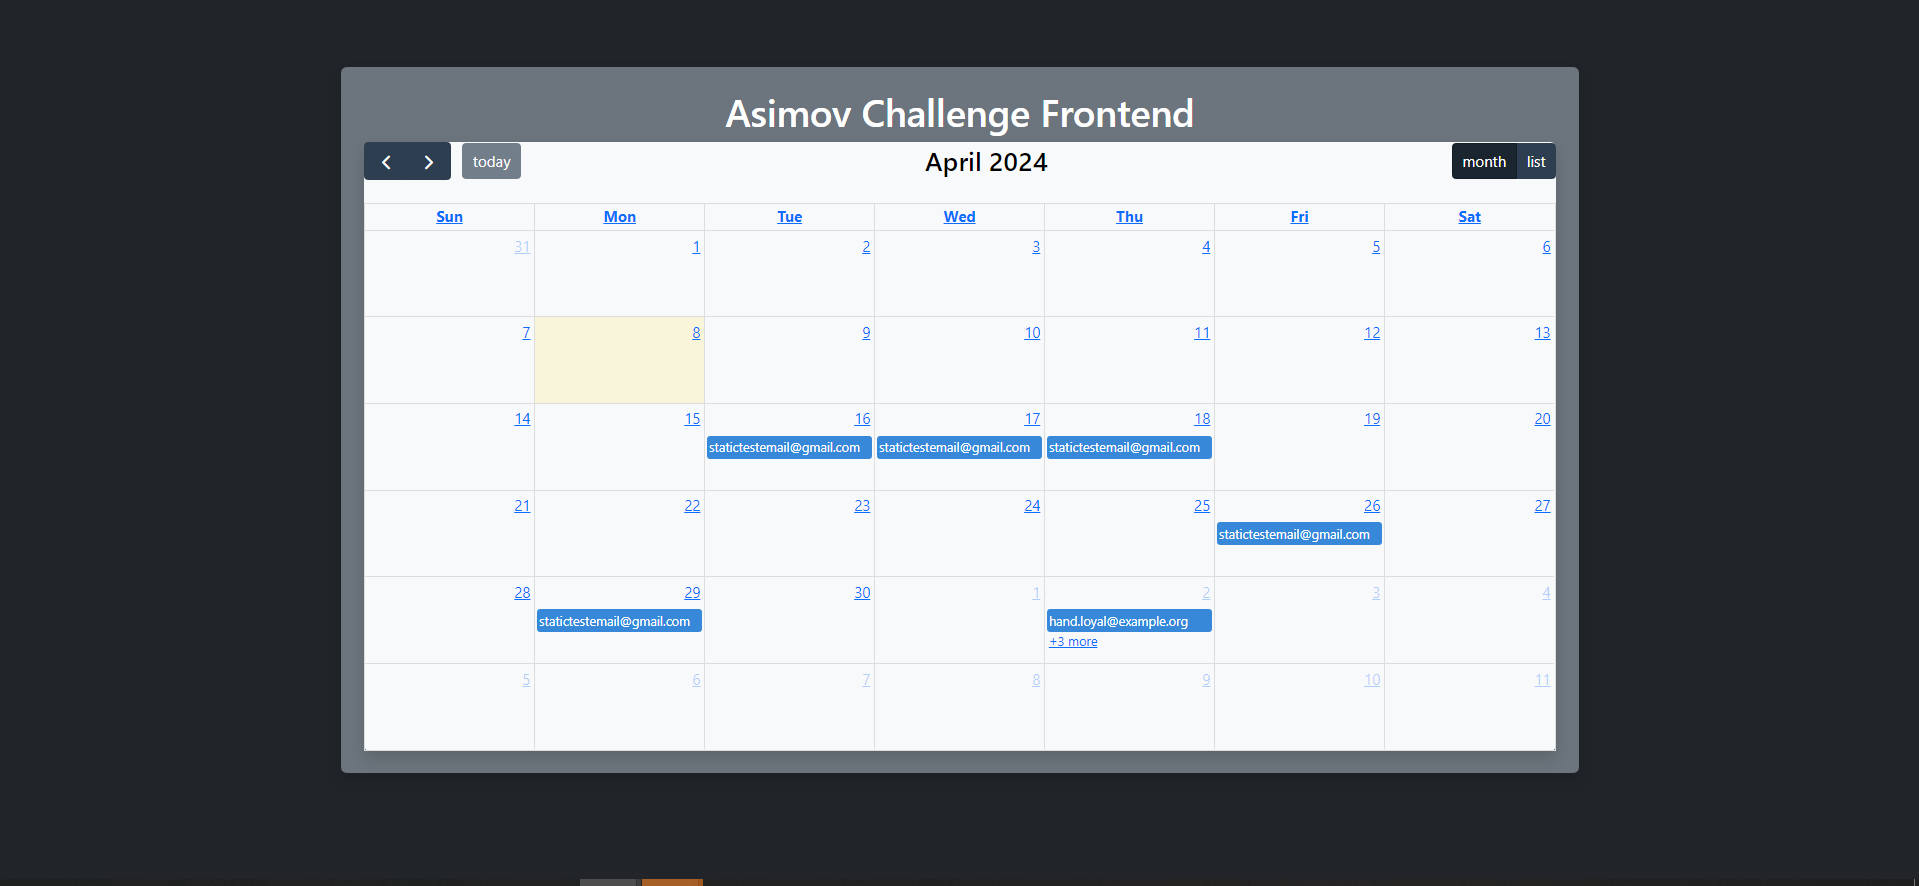 Asimov Challenge Frontend
today April 2024 month list
Sun Mon Tue Wed Thu Fri Sat
31 1 2 3 4 5 6
7 8 9 10 11 12 13
14 15 16 17 18 19 20
statictestemail@gmail.com statictestemail@gmail.com statictestemail@gmail.com
21 22 23 24 25 26 27
statictestemail@gmail.com
28 29 30 1 2 3 4
statictestemail@gmail.com hand.loyal@example.org
+3 more
5 6 7 8 9 10 11